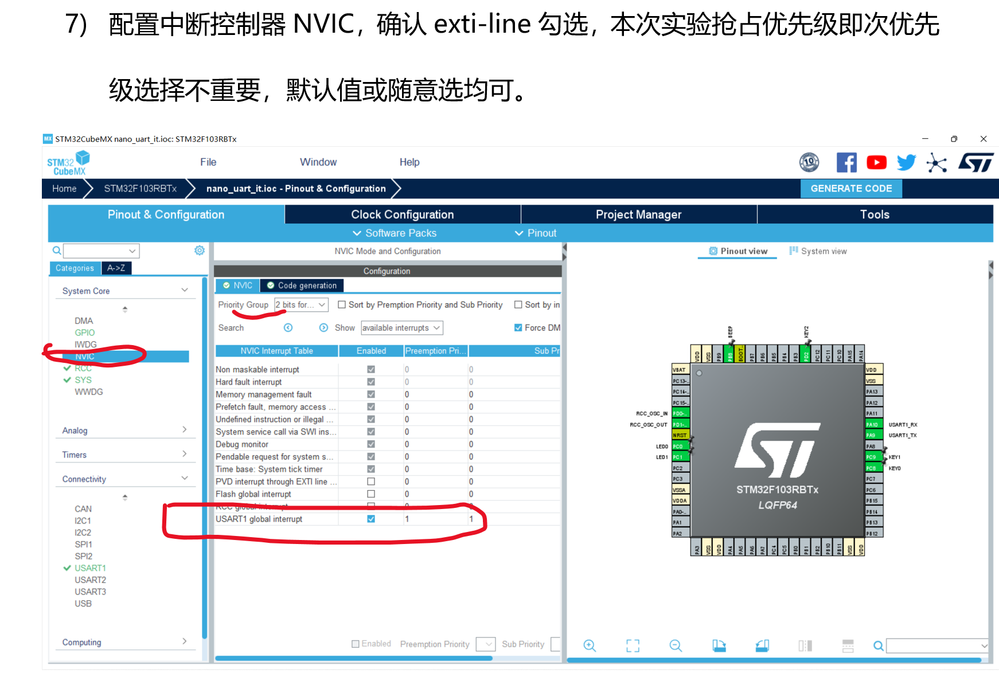 7) 配置中断控制器 NVIC，确认 exti-line 勾选，本次实验抢占优先级即次优先
级选择不重要，默认值或随意选均可。
MX STM32CubeMX nano_uart_it.ioc: STM32F103RBTx
STM32 CubeMX
File Window Help
10
Home STM32F103RBTx nano_uart_it.ioc - Pinout & Configuration GENERATE CODE
Pinout & Configuration Clock Configuration Project Manager Tools
Software Packs Pinout
NVIC Mode and Configuration
Pinout view System view
Categories A->Z
Configuration
System Core
DMA
GPIO
IWDG
NVIC
RCC
SYS
WWDG
Analog
Timers
Connectivity
CAN
I2C1
I2C2
SPI1
SPI2
USART1
USART2
USART3
USB
Computing
NVIC Code generation
Priority Group 2 bits for... Sort by Premption Priority and Sub Priority Sort by in
Search Show available interrupts Force DM
NVIC Interrupt Table Enabled Preemption Pri... Sub Pr
Non maskable interrupt 0 0
Hard fault interrupt 0 0
Memory management fault 0 0
Prefetch fault, memory access ... 0 0
Undefined instruction or illegal ... 0 0
System service call via SWI ins... 0 0
Debug monitor 0 0
Pendable request for system s... 0 0
Time base: System tick timer 0 0
PVD interrupt through EXTI line ... 0 0
Flash global interrupt 0 0
RCC global interrupt 0
USART1 global interrupt 1 1
Enabled Preemption Priority Sub Priority
BEEP KEY2
VDD VSS PB9 PB8 BOOT.. PB7 PB6 PB5 PB4 PB3 PD2 PC12 PC11 PC10 PA15 PA14
VBAT
PC13-..
PC14-..
PC15-..
RCC_OSC_IN PD0-..
RCC_OSC_OUT PD1-..
NRST
LED0 PC0
LED1 PC1
PC2
PC3
VSSA
VDDA
PA0-..
PA1
PA2
STM32F103RBTx
LQFP64
VDD
VSS
PA13
PA12
PA11
PA10 USART1_RX
PA9 USART1_TX
PA8
PC9 KEY1
PC8 KEY0
PC7
PC6
PB15
PB14
PB13
PB12
PA3 VSS VDD PA4 PA5 PA6 PA7 PC4 PC5 PB0 PB1 PB2 PB10 PB11 VSS VDD